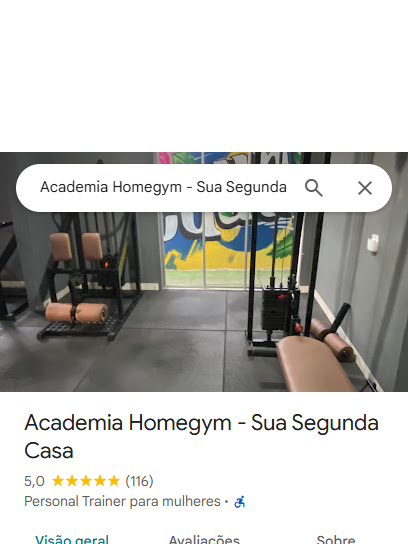 Academia Homegym - Sua Segunda
Academia Homegym - Sua Segunda
Casa
5,0 (116)
Personal Trainer para mulheres ·
Visão geral Avaliações Sobre